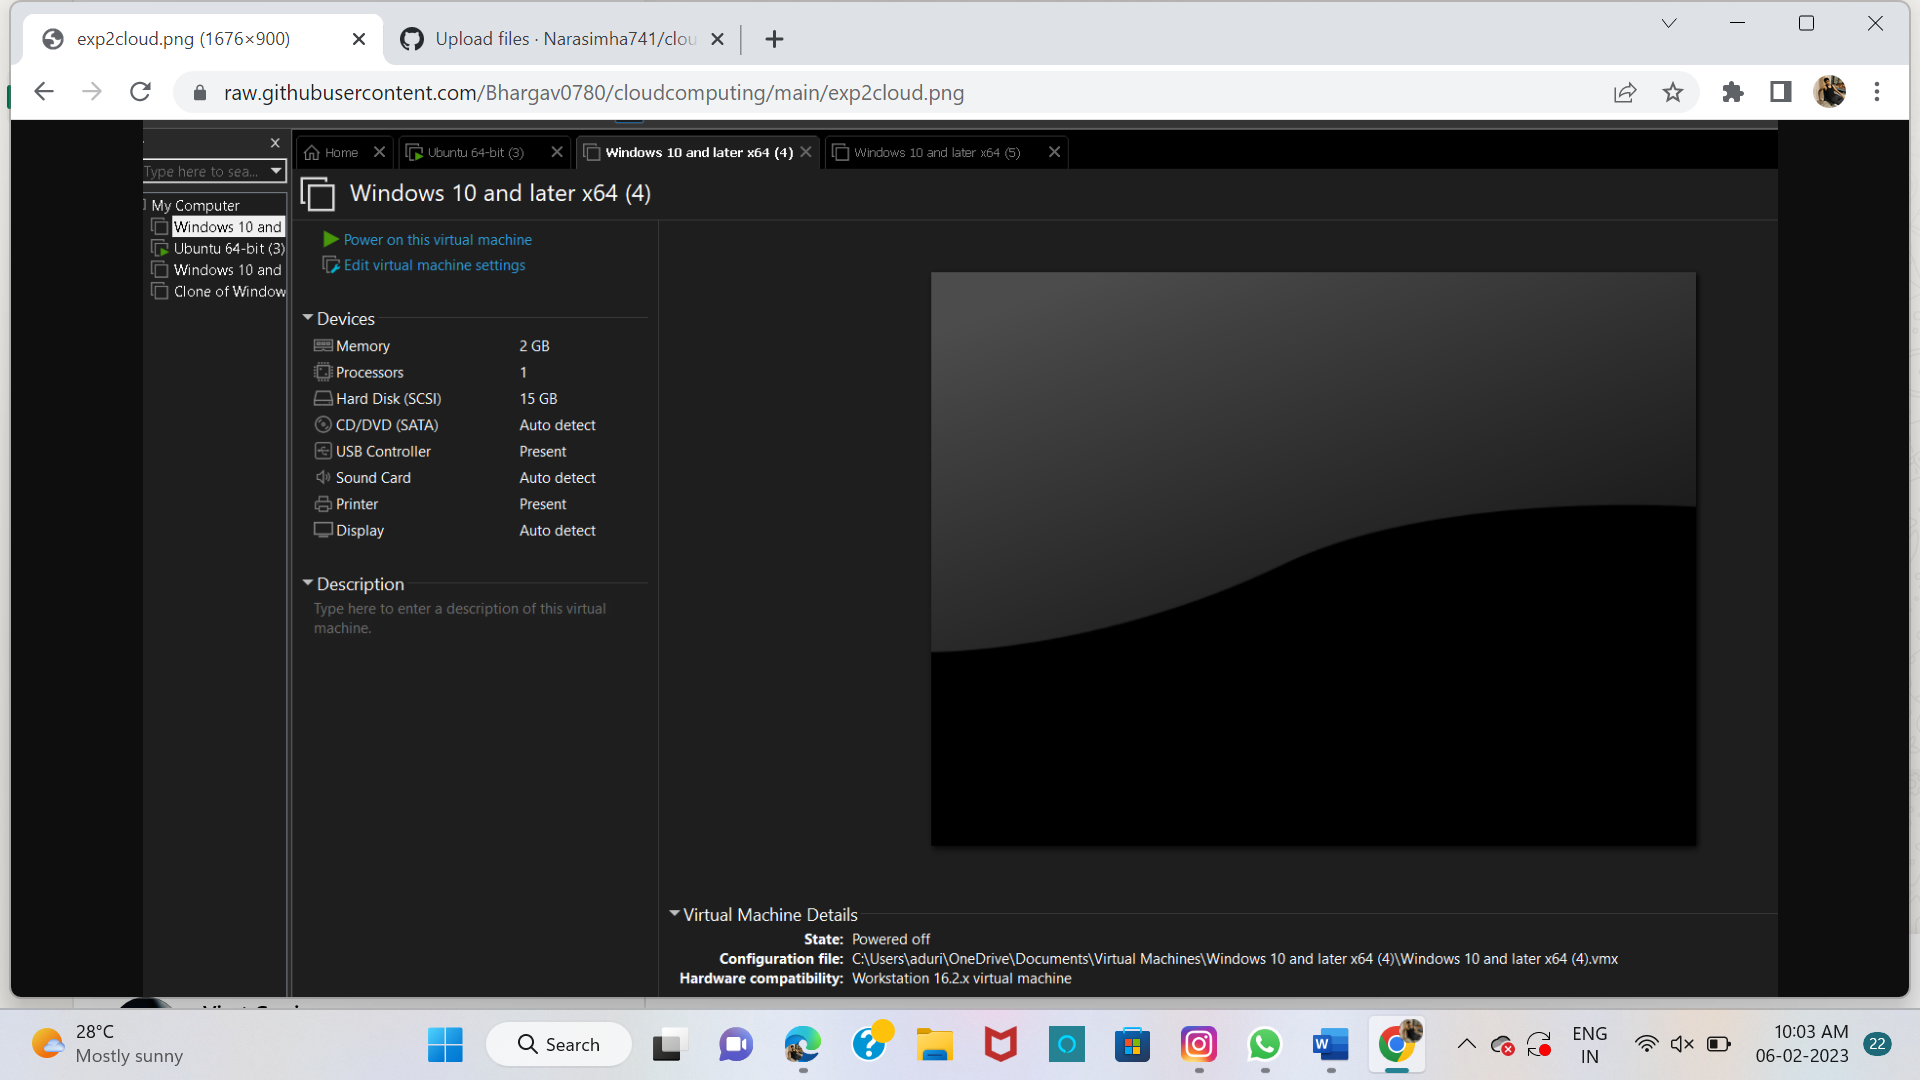 exp2cloud.png (1676×900)
Upload files · Narasimha741/clou
raw.githubusercontent.com/Bhargav0780/cloudcomputing/main/exp2cloud.png
Home
Ubuntu 64-bit (3)
Windows 10 and later x64 (4)
Windows 10 and later x64 (5)
Type here to sea...
My Computer
Windows 10 and
Ubuntu 64-bit (3)
Windows 10 and
Clone of Window
Windows 10 and later x64 (4)
Power on this virtual machine
Edit virtual machine settings
Devices
Memory 2 GB
Processors 1
Hard Disk (SCSI) 15 GB
CD/DVD (SATA) Auto detect
USB Controller Present
Sound Card Auto detect
Printer Present
Display Auto detect
Description
Type here to enter a description of this virtual
machine.
Virtual Machine Details
State: Powered off
Configuration file: C:\Users\aduri\OneDrive\Documents\Virtual Machines\Windows 10 and later x64 (4)\Windows 10 and later x64 (4).vmx
Hardware compatibility: Workstation 16.2.x virtual machine
28°C
Mostly sunny
Search
ENG
IN
10:03 AM
06-02-2023
22